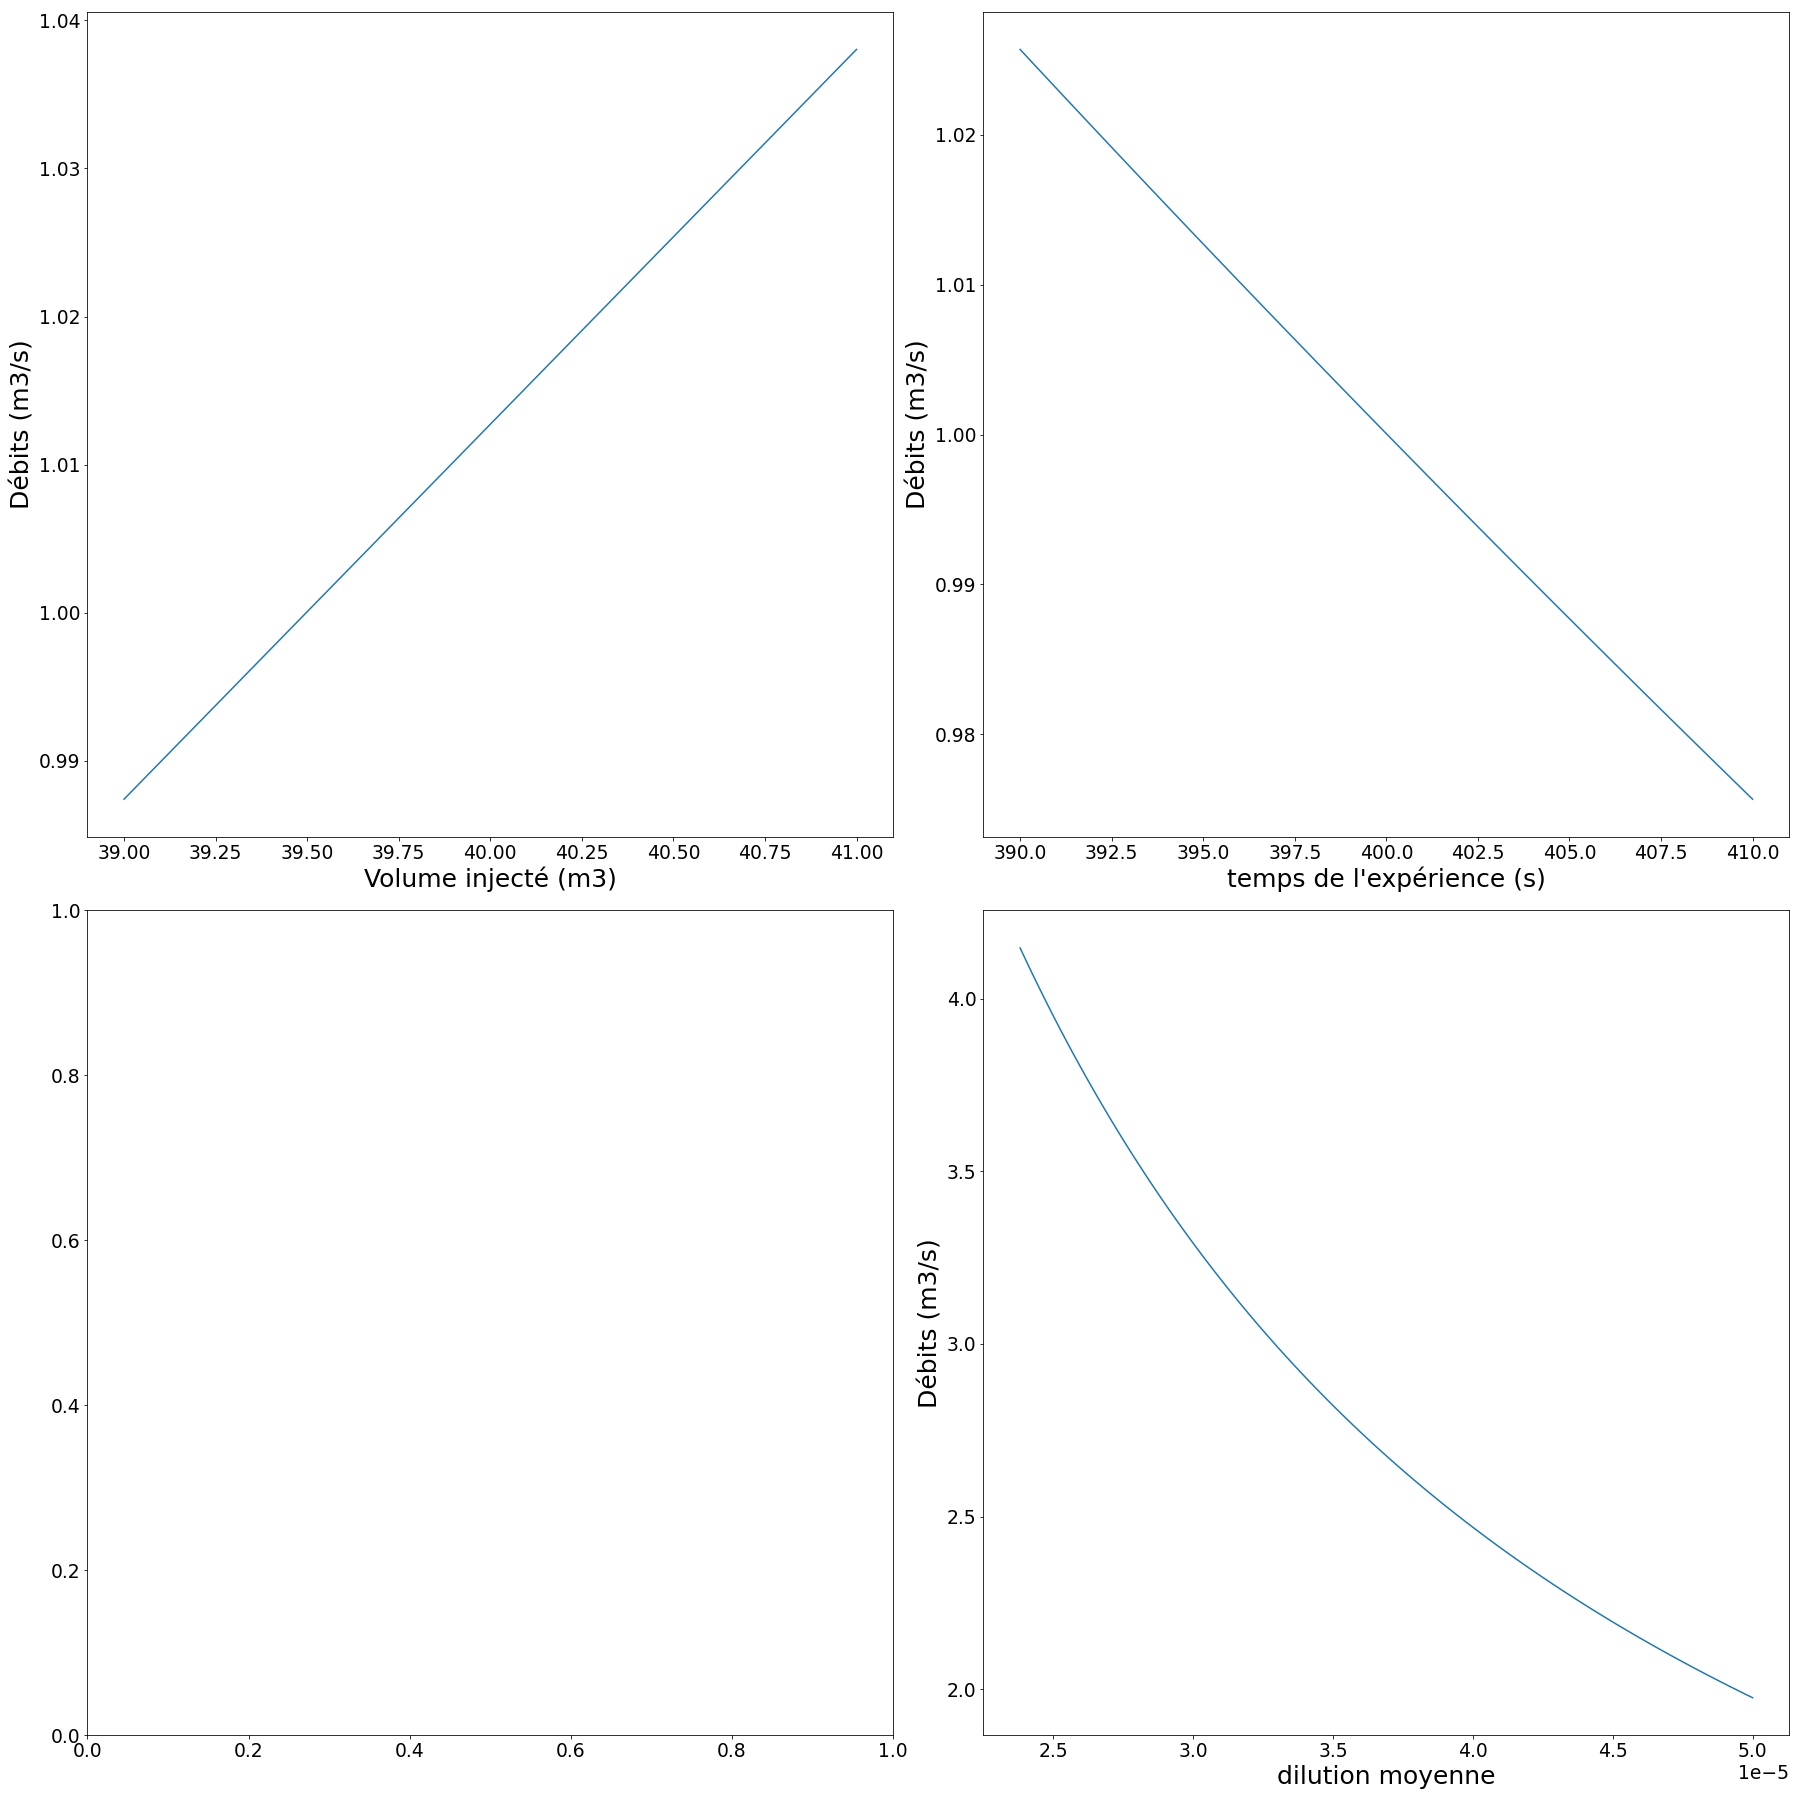 1.04
1.03
1.02
1.01
1.00
0.99
Débits (m3/s)
39.00 39.25 39.50 39.75 40.00 40.25 40.50 40.75 41.00
Volume injecté (m3)
1.02
1.01
1.00
0.99
0.98
Débits (m3/s)
390.0 392.5 395.0 397.5 400.0 402.5 405.0 407.5 410.0
temps de l'expérience (s)
1.0
0.8
0.6
0.4
0.2
0.0
0.0 0.2 0.4 0.6 0.8 1.0
4.0
3.5
3.0
2.5
2.0
Débits (m3/s)
2.5 3.0 3.5 4.0 4.5 5.0
1e−5
dilution moyenne